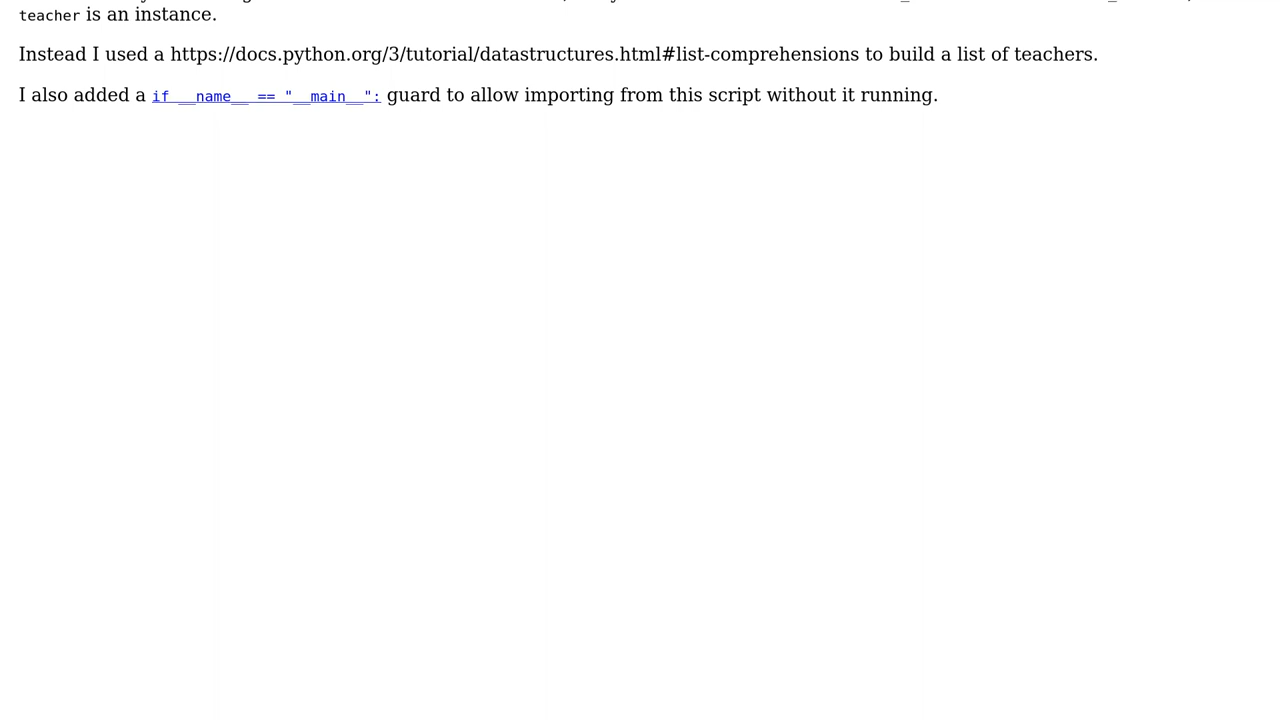 teacher is an instance.
Instead I used a https://docs.python.org/3/tutorial/datastructures.html#list-comprehensions to build a list of teachers.
I also added a if __name__ == "__main__": guard to allow importing from this script without it running.